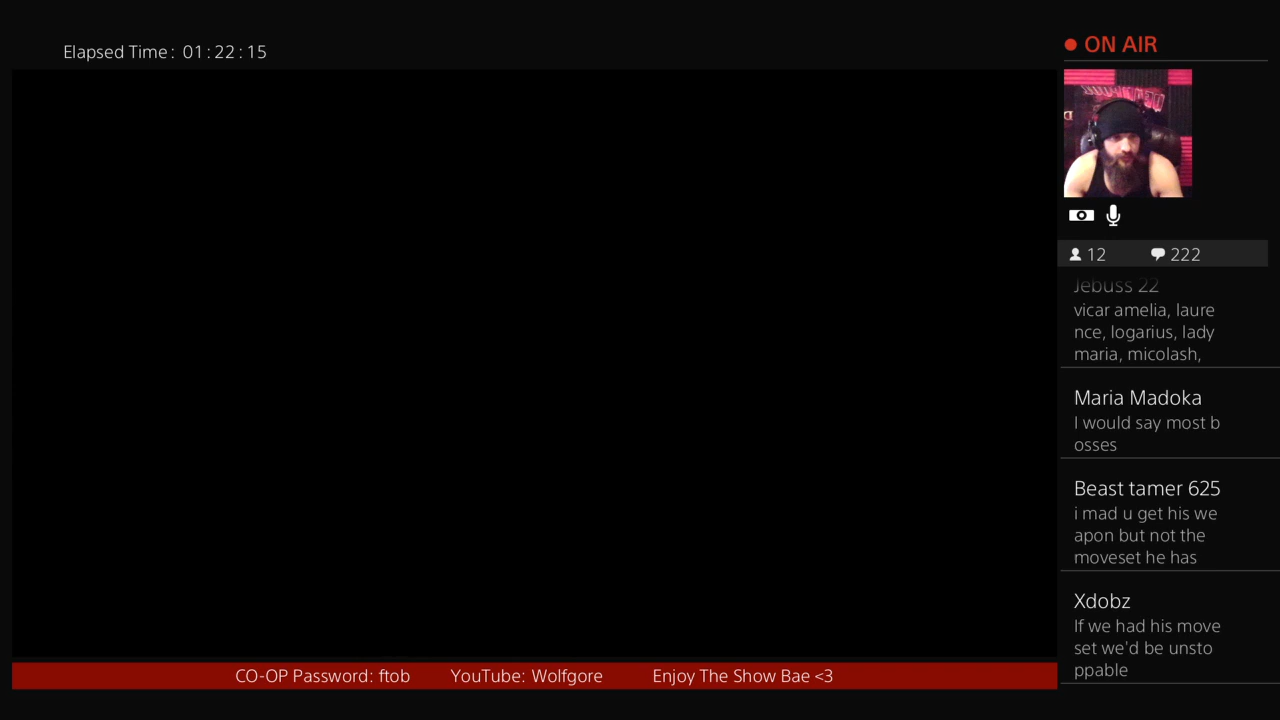 Elapsed Time: 01:22:15
ON AIR
12 222
Jebuss 22
vicar amelia, laure
nce, logarius, lady
maria, micolash,
Maria Madoka
I would say most b
osses
Beast tamer 625
i mad u get his we
apon but not the
moveset he has
Xdobz
If we had his move
set we'd be unsto
ppable
CO-OP Password: ftob YouTube: Wolfgore Enjoy The Show Bae <3